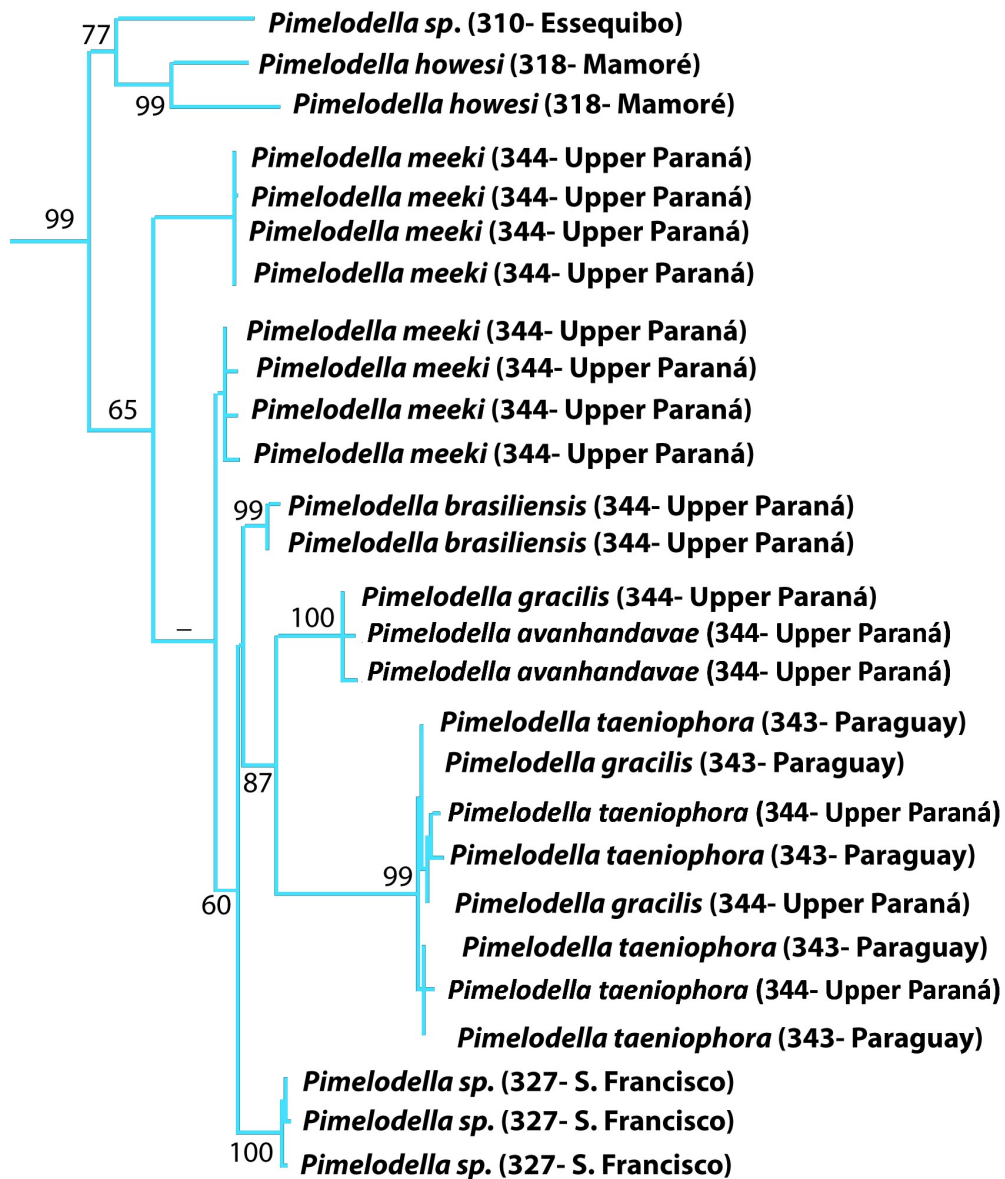 Pimelodella sp. (310- Essequibo)
77
Pimelodella howesi (318- Mamoré)
99
Pimelodella howesi (318- Mamoré)
Pimelodella meeki (344- Upper Paraná)
Pimelodella meeki (344- Upper Paraná)
99
Pimelodella meeki (344- Upper Paraná)
Pimelodella meeki (344- Upper Paraná)
Pimelodella meeki (344- Upper Paraná)
Pimelodella meeki (344- Upper Paraná)
65
Pimelodella meeki (344- Upper Paraná)
Pimelodella meeki (344- Upper Paraná)
99
Pimelodella brasiliensis (344- Upper Paraná)
Pimelodella brasiliensis (344- Upper Paraná)
Pimelodella gracilis (344- Upper Paraná)
100
–
Pimelodella avanhandavae (344- Upper Paraná)
Pimelodella avanhandavae (344- Upper Paraná)
Pimelodella taeniophora (343- Paraguay)
87
Pimelodella gracilis (343- Paraguay)
Pimelodella taeniophora (344- Upper Paraná)
Pimelodella taeniophora (343- Paraguay)
99
60
Pimelodella gracilis (344- Upper Paraná)
Pimelodella taeniophora (343- Paraguay)
Pimelodella taeniophora (344- Upper Paraná)
Pimelodella taeniophora (343- Paraguay)
Pimelodella sp. (327- S. Francisco)
Pimelodella sp. (327- S. Francisco)
100
Pimelodella sp. (327- S. Francisco)